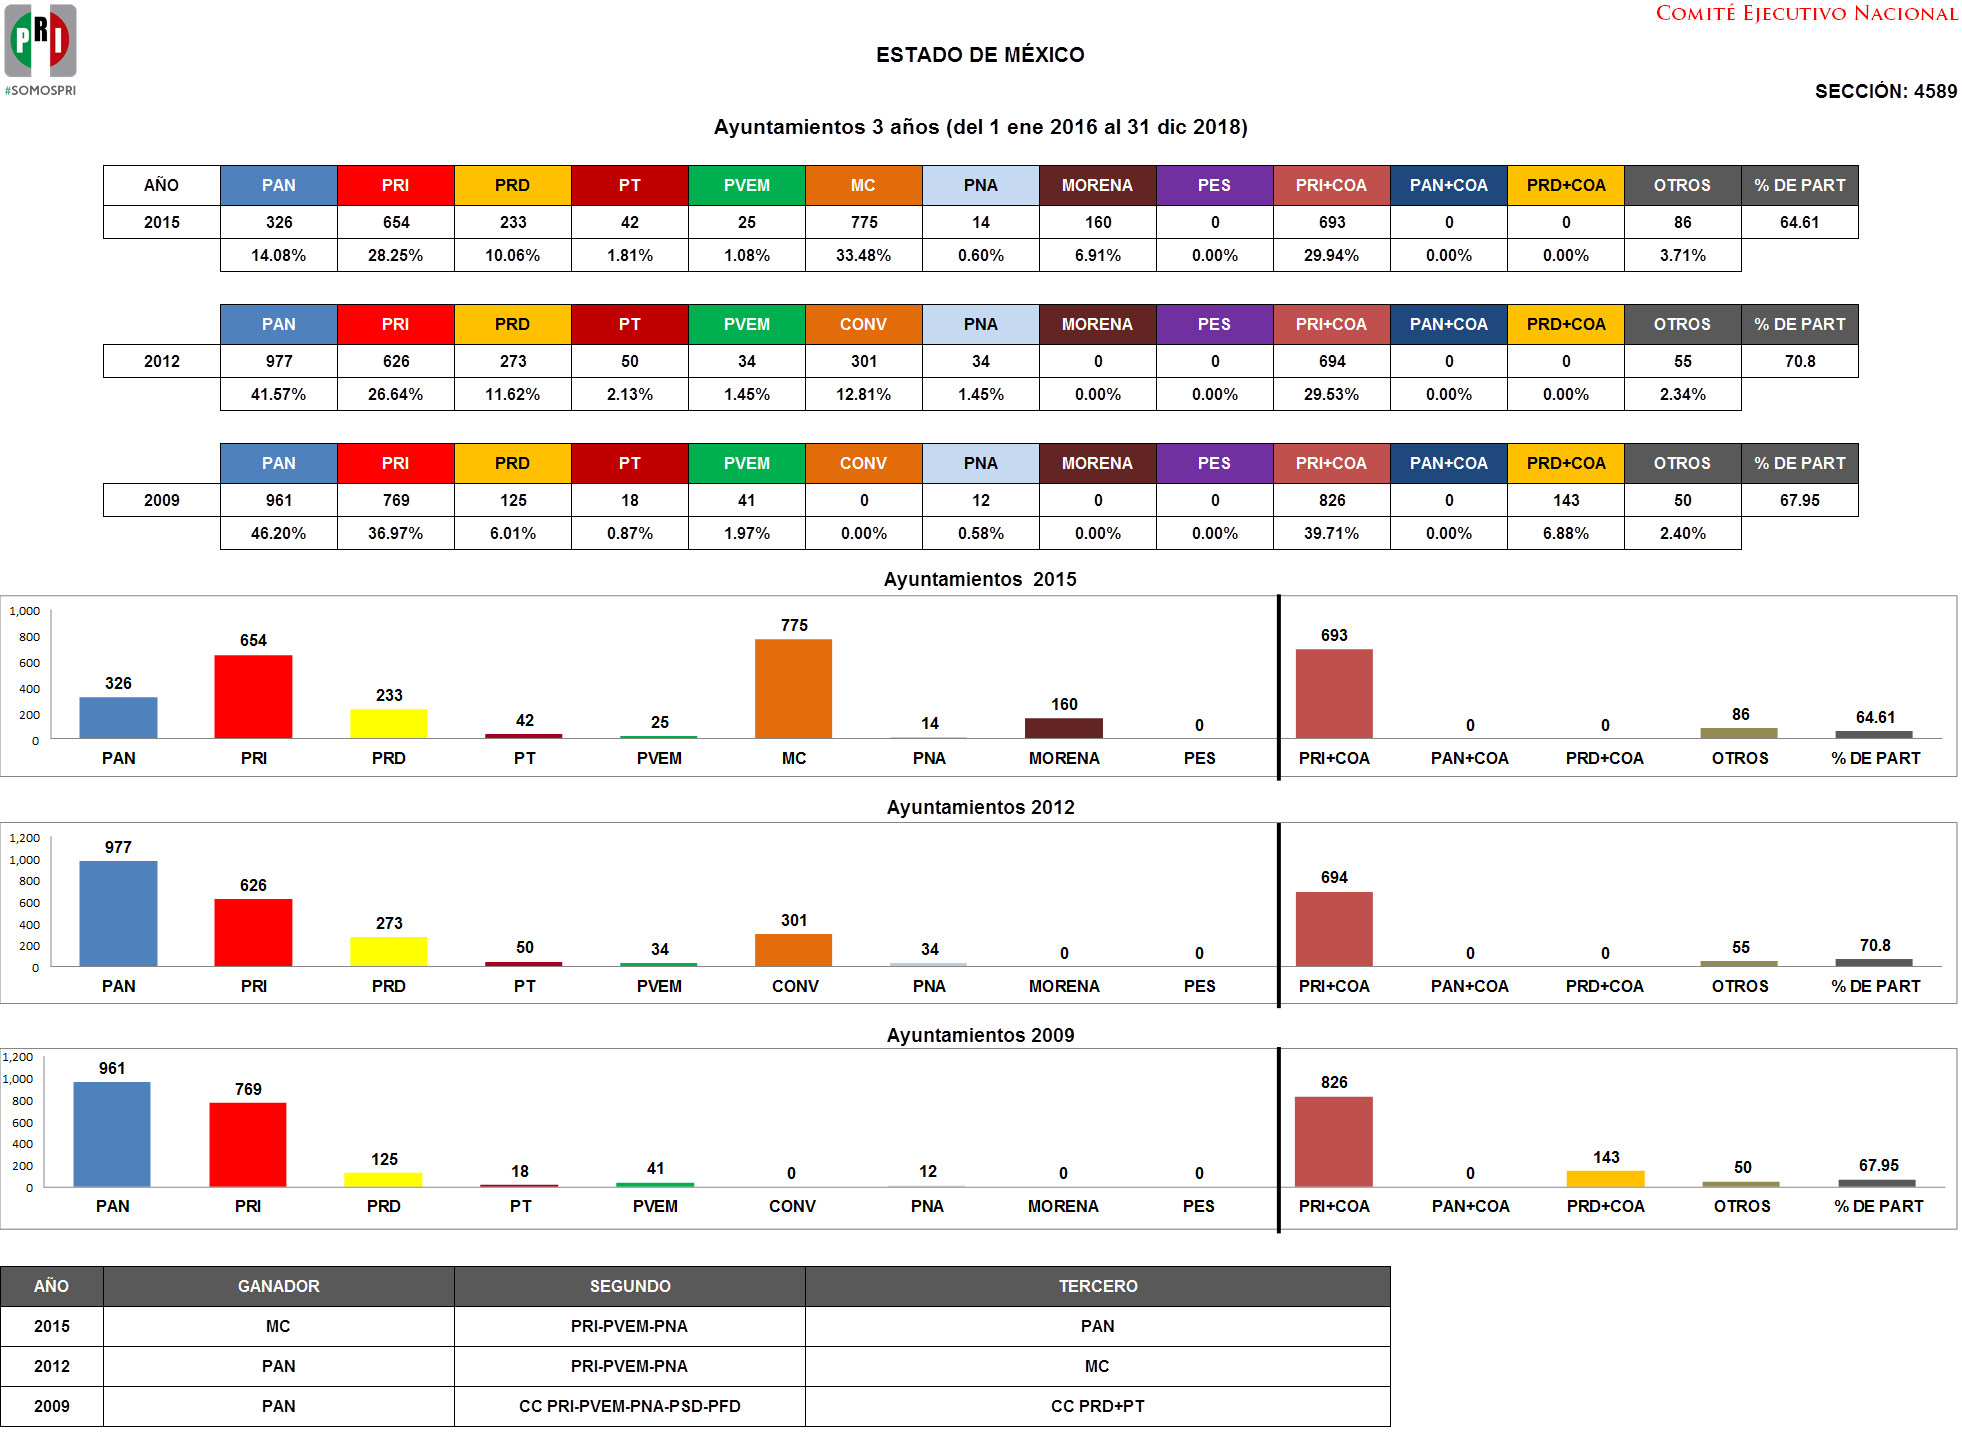 PRI
#SOMOSPRI
COMITÉ EJECUTIVO NACIONAL
ESTADO DE MÉXICO
SECCIÓN: 4589
Ayuntamientos 3 años (del 1 ene 2016 al 31 dic 2018)
AÑO PAN PRI PRD PT PVEM MC PNA MORENA PES PRI+COA PAN+COA PRD+COA OTROS % DE PART
2015 326 654 233 42 25 775 14 160 0 693 0 0 86 64.61
14.08% 28.25% 10.06% 1.81% 1.08% 33.48% 0.60% 6.91% 0.00% 29.94% 0.00% 0.00% 3.71%
PAN PRI PRD PT PVEM CONV PNA MORENA PES PRI+COA PAN+COA PRD+COA OTROS % DE PART
2012 977 626 273 50 34 301 34 0 0 694 0 0 55 70.8
41.57% 26.64% 11.62% 2.13% 1.45% 12.81% 1.45% 0.00% 0.00% 29.53% 0.00% 0.00% 2.34%
PAN PRI PRD PT PVEM CONV PNA MORENA PES PRI+COA PAN+COA PRD+COA OTROS % DE PART
2009 961 769 125 18 41 0 12 0 0 826 0 143 50 67.95
46.20% 36.97% 6.01% 0.87% 1.97% 0.00% 0.58% 0.00% 0.00% 39.71% 0.00% 6.88% 2.40%
Ayuntamientos 2015
1,000
800
600
400
200
0
326 654 233 42 25 775 14 160 0 693 0 0 86 64.61
PAN PRI PRD PT PVEM MC PNA MORENA PES PRI+COA PAN+COA PRD+COA OTROS % DE PART
Ayuntamientos 2012
1,200
1,000
800
600
400
200
0
977 626 273 50 34 301 34 0 0 694 0 0 55 70.8
PAN PRI PRD PT PVEM CONV PNA MORENA PES PRI+COA PAN+COA PRD+COA OTROS % DE PART
Ayuntamientos 2009
1,200
1,000
800
600
400
200
0
961 769 125 18 41 0 12 0 0 826 0 143 50 67.95
PAN PRI PRD PT PVEM CONV PNA MORENA PES PRI+COA PAN+COA PRD+COA OTROS % DE PART
AÑO GANADOR SEGUNDO TERCERO
2015 MC PRI-PVEM-PNA PAN
2012 PAN PRI-PVEM-PNA MC
2009 PAN CC PRI-PVEM-PNA-PSD-PFD CC PRD+PT